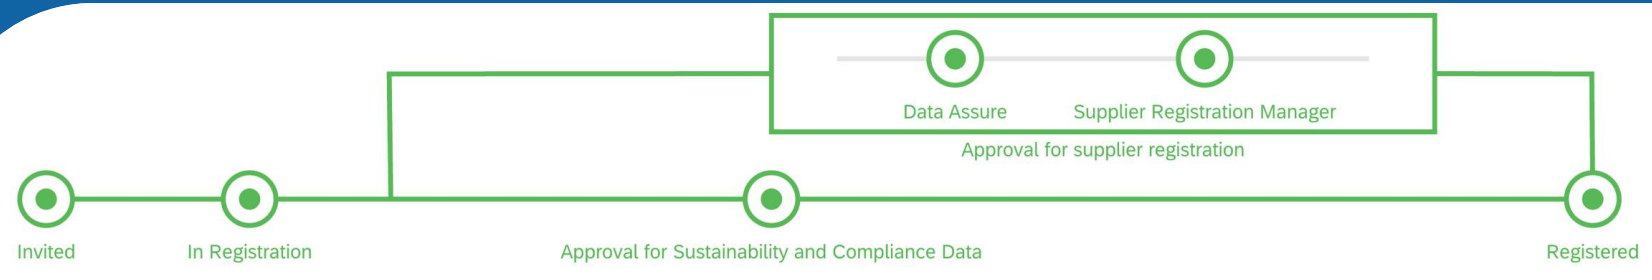 Data Assure
Supplier Registration Manager
Approval for supplier registration
Invited
In Registration
Approval for Sustainability and Compliance Data
Registered